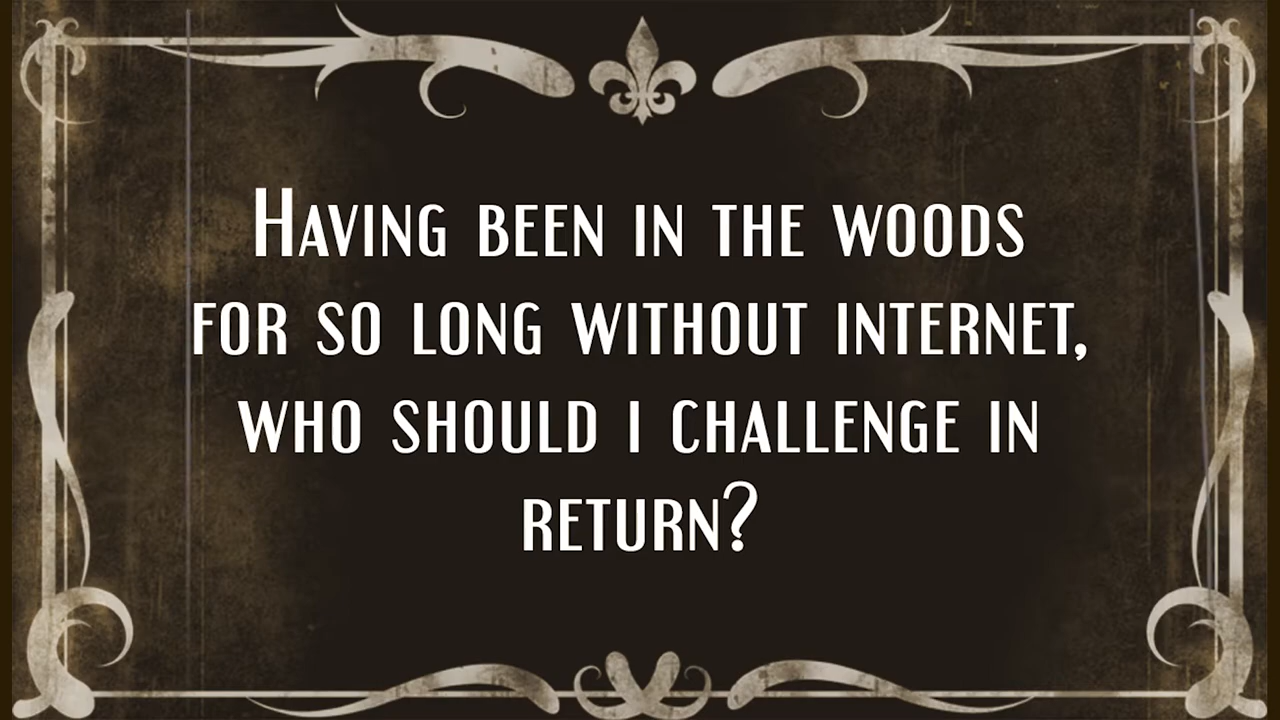 Having been in the woods
for so long without internet,
who should I challenge in
return?